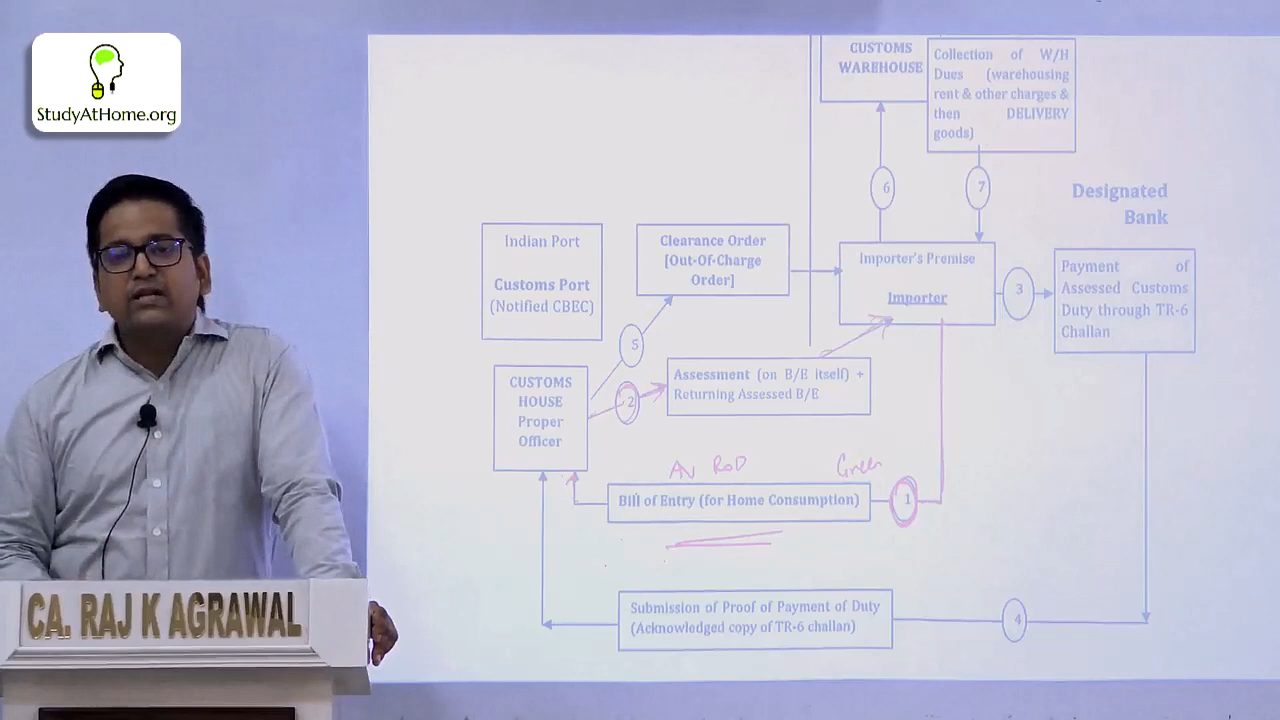 StudyAtHome.org
CUSTOMS
WAREHOUSE
Collection of W/H
Dues (warehousing
rent & other charges &
then DELIVERY
goods)
6
7
Designated
Bank
Indian Port
Customs Port
(Notified CBEC)
Clearance Order
[Out-Of-Charge
Order]
Importer's Premise
Importer
3
Payment of
Assessed Customs
Duty through TR-6
Challan
5
CUSTOMS
HOUSE
Proper
Officer
2
Assessment (on B/E itself) +
Returning Assessed B/E
AV RoD
Green
Bill of Entry (for Home Consumption)
1
Submission of Proof of Payment of Duty
(Acknowledged copy of TR-6 challan)
4
CA. RAJ K AGRAWAL